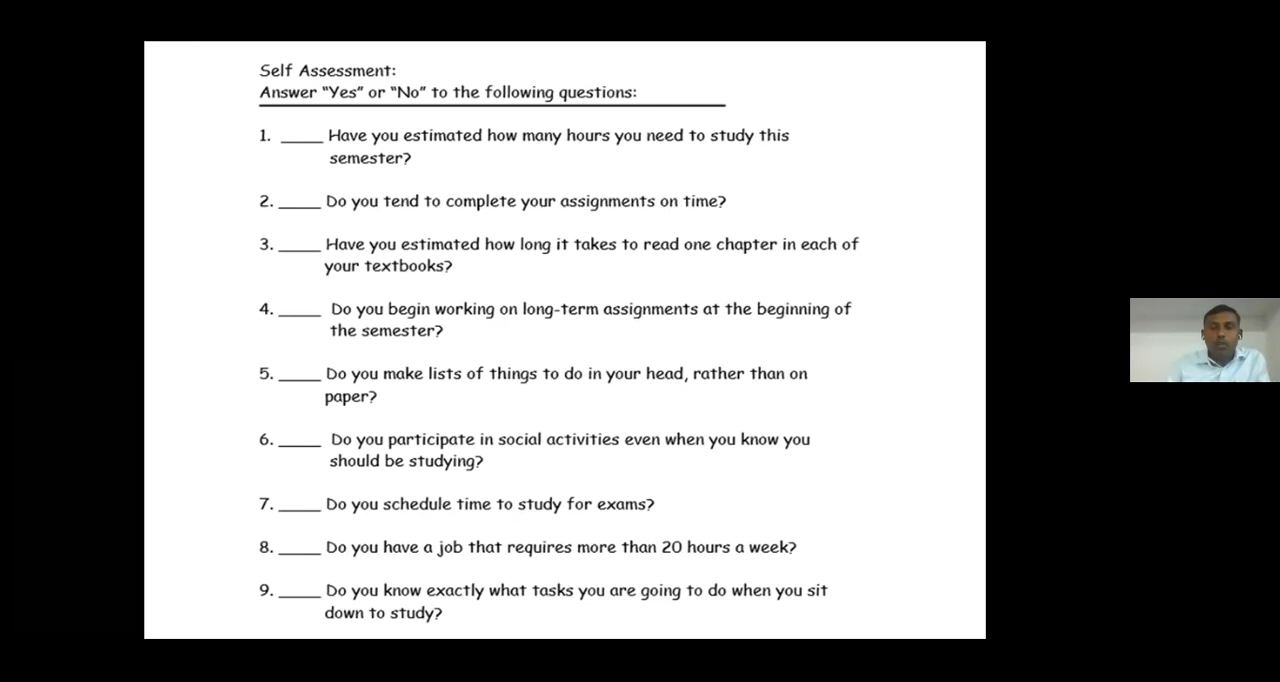 Self Assessment:
Answer “Yes” or “No” to the following questions:
1. _____ Have you estimated how many hours you need to study this
semester?
2. _____ Do you tend to complete your assignments on time?
3. _____ Have you estimated how long it takes to read one chapter in each of
your textbooks?
4. _____ Do you begin working on long-term assignments at the beginning of
the semester?
5. _____ Do you make lists of things to do in your head, rather than on
paper?
6. _____ Do you participate in social activities even when you know you
should be studying?
7. _____ Do you schedule time to study for exams?
8. _____ Do you have a job that requires more than 20 hours a week?
9. _____ Do you know exactly what tasks you are going to do when you sit
down to study?